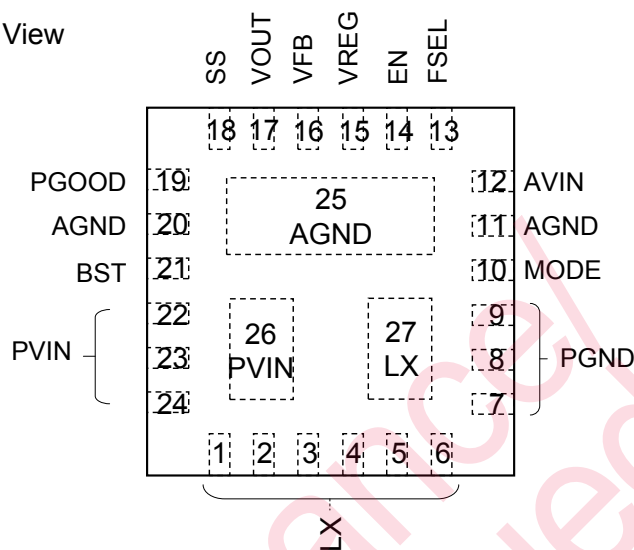 View
SS
VOUT
VFB
VREG
EN
FSEL
18 17 16 15 14 13
PGOOD 19
AGND 20
BST 21
PVIN
22
23
24
25
AGND
26
PVIN
27
LX
12 AVIN
11 AGND
10 MODE
9
8
7
PGND
1 2 3 4 5 6
LX